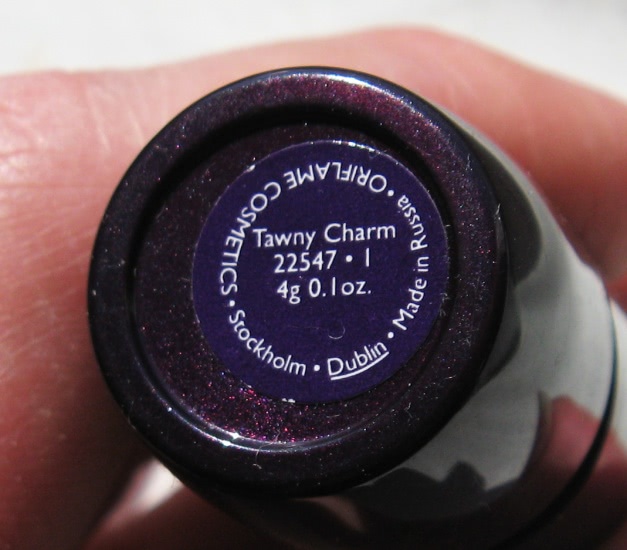 Tawny Charm
22547 • 1
4g 0.1oz.
ORIFLAME COSMETICS • Stockholm • Dublin • Made in Russia •